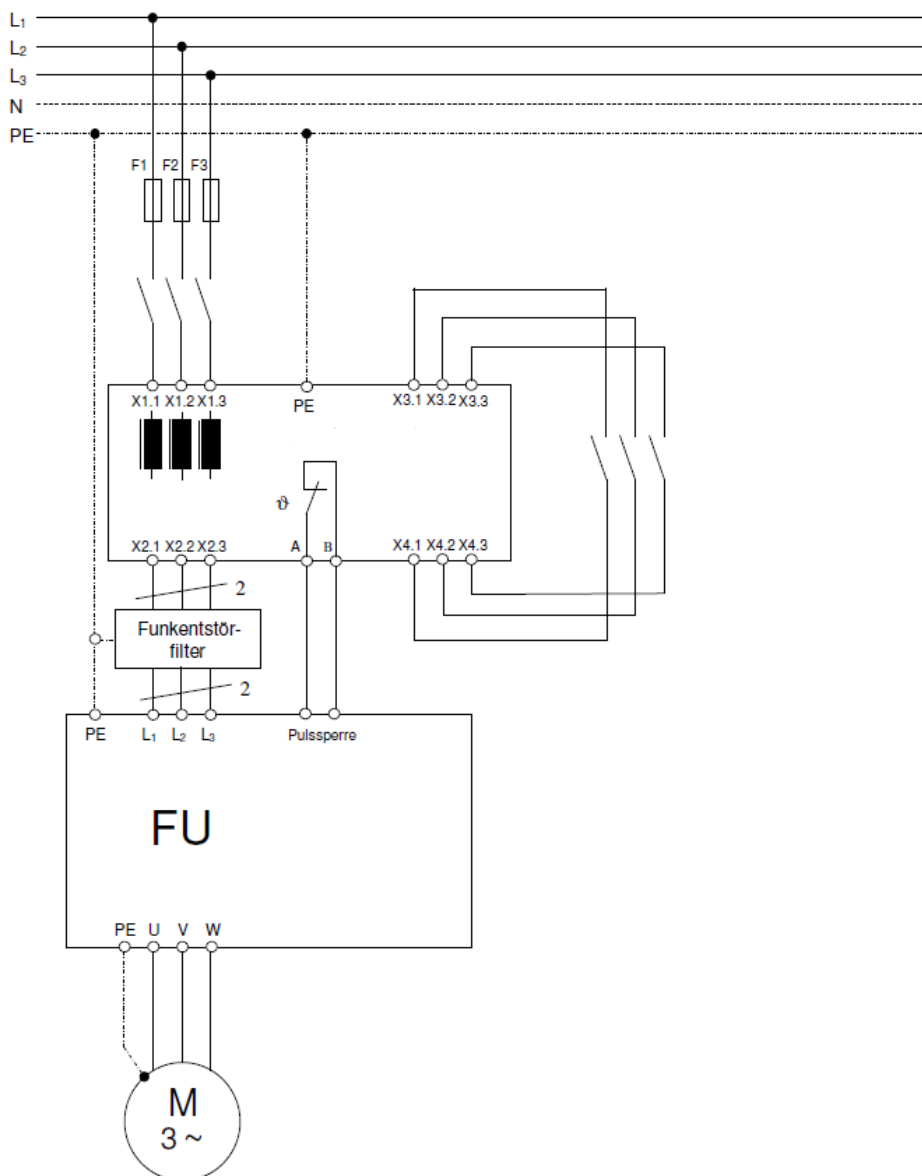 L₁
L₂
L₃
N
PE
F1 F2 F3
X1.1 X1.2 X1.3
PE
X3.1 X3.2 X3.3
ϑ
X2.1 X2.2 X2.3
A B
X4.1 X4.2 X4.3
2
Funkentstör-
filter
2
PE L₁ L₂ L₃ Pulssperre
FU
PE U V W
M
3 ~